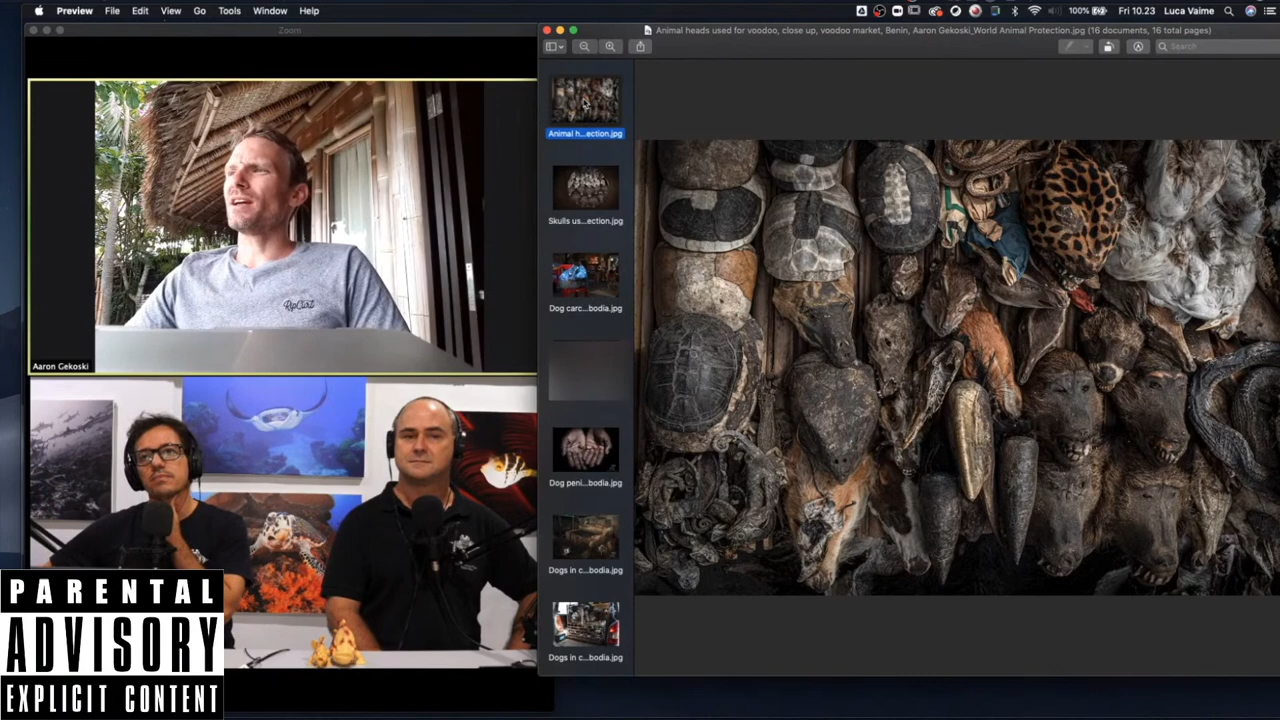 Preview File Edit View Go Tools Window Help
100% Fri 10.23 Luca Vaime
Zoom
Animal heads used for voodoo, close up, voodoo market, Benin, Aaron Gekoski_World Animal Protection.jpg (16 documents, 16 total pages)
Search
Animal h...ection.jpg
Skulls us...ection.jpg
Dog carc...bodia.jpg
Dog peni...bodia.jpg
Dogs in c...bodia.jpg
Dogs in c...bodia.jpg
Rip Curl
Aaron Gekoski
PARENTAL
ADVISORY
EXPLICIT CONTENT